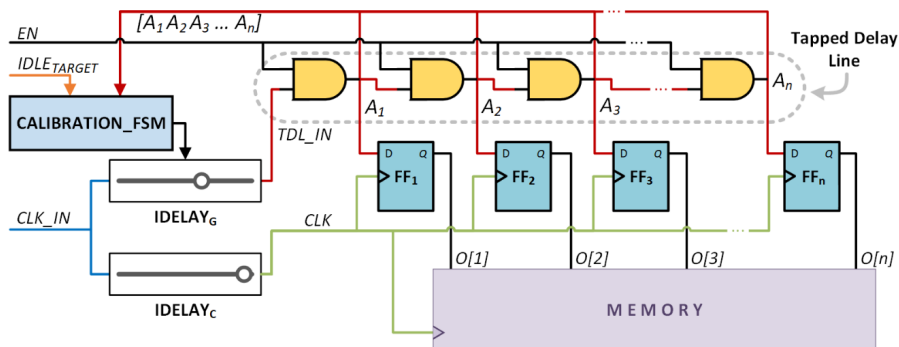 [A1 A2 A3 ... An]
EN
Tapped Delay
Line
IDLETARGET
CALIBRATION_FSM
A1
A2
A3
An
TDL_IN
D Q
FF1
D Q
FF2
D Q
FF3
D Q
FFn
IDELAYG
CLK_IN
CLK
O[1]
O[2]
O[3]
O[n]
IDELAYC
MEMORY